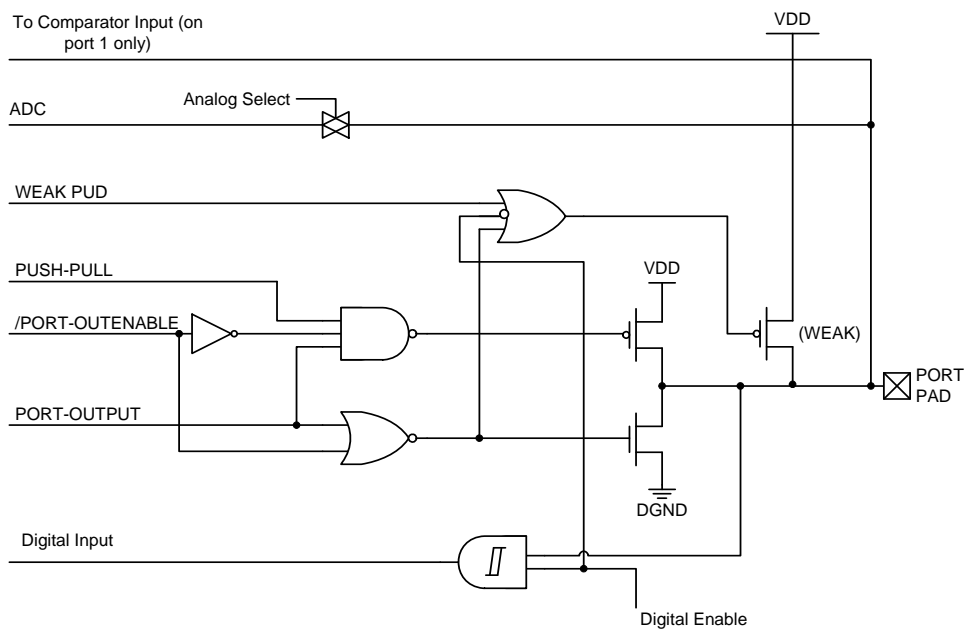 To Comparator Input (on
port 1 only)
VDD
Analog Select
ADC
WEAK PUD
PUSH-PULL
VDD
/PORT-OUTENABLE
(WEAK)
PORT
PAD
PORT-OUTPUT
DGND
Digital Input
Digital Enable